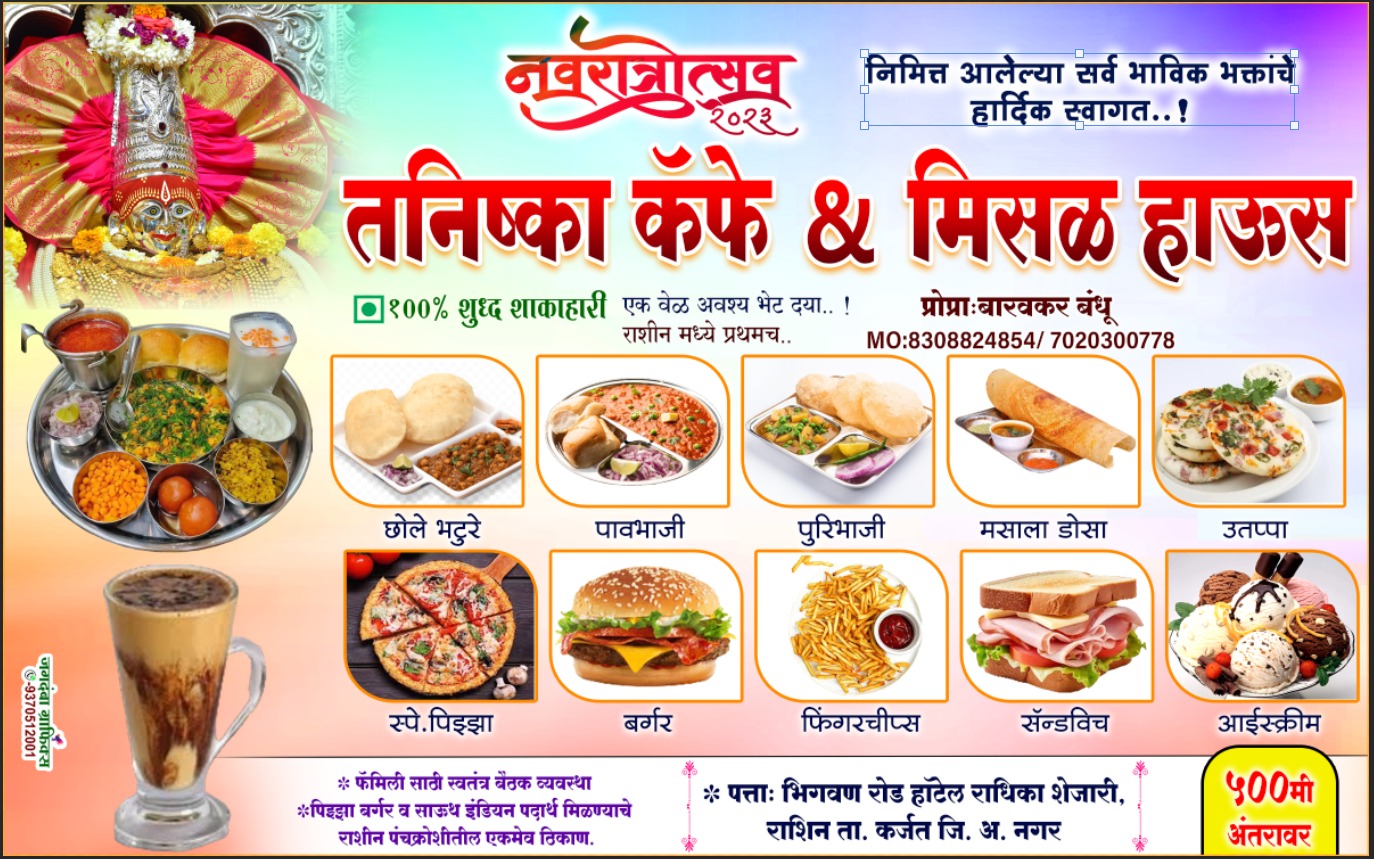 नवरात्रोत्सव
२०२३
निमित्त आलेल्या सर्व भाविक भक्तांचे
हार्दिक स्वागत..!
तनिष्का कॅफे & मिसळ हाऊस
१००% शुध्द शाकाहारी
एक वेळ अवश्य भेट दया.. !
राशीन मध्ये प्रथमच..
प्रोप्राःबारवकर बंधू
MO:8308824854/ 7020300778
छोले भटुरे
पावभाजी
पुरिभाजी
मसाला डोसा
उतप्पा
स्पे.पिझ्झा
बर्गर
फिंगरचीप्स
सॅन्डविच
आईस्क्रीम
जगदंबा ग्राफिक्स
-9370512001
* फॅमिली साठी स्वतंत्र बैठक व्यवस्था
*पिझ्झा बर्गर व साऊथ इंडियन पदार्थ मिळण्याचे
राशीन पंचक्रोशीतील एकमेव ठिकाण.
* पत्ताः भिगवण रोड हॉटेल राधिका शेजारी,
राशिन ता. कर्जत जि. अ. नगर
५००मी
अंतरावर